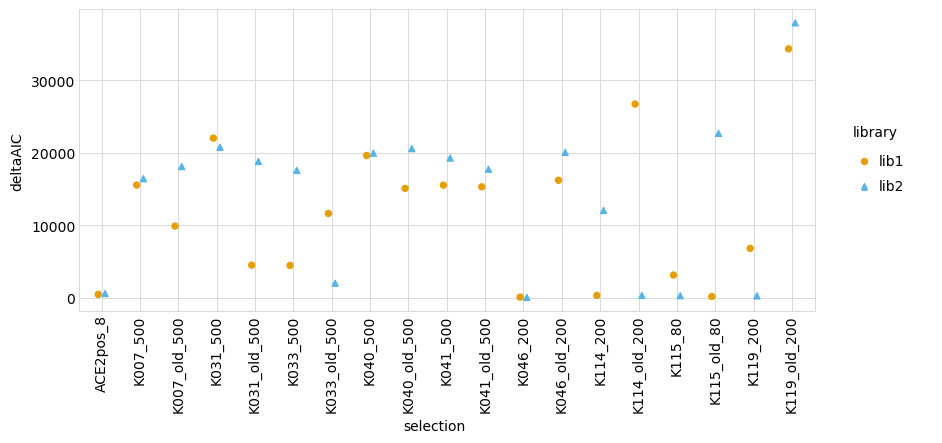 deltaAIC
30000
20000
10000
0
ACE2pos_8
K007_500
K007_old_500
K031_500
K031_old_500
K033_500
K033_old_500
K040_500
K040_old_500
K041_500
K041_old_500
K046_200
K046_old_200
K114_200
K114_old_200
K115_80
K115_old_80
K119_200
K119_old_200
selection
library
lib1
lib2